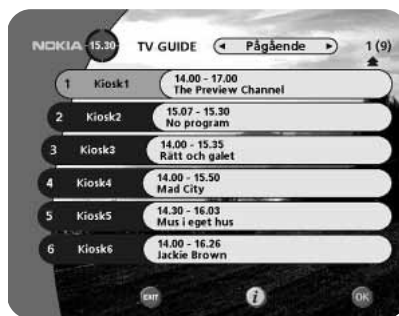 NOKIA 15.30 TV GUIDE Pågående 1 (9)
1 Kiosk1 14.00 - 17.00
The Preview Channel
2 Kiosk2 15.07 - 15.30
No program
3 Kiosk3 14.00 - 15.35
Rätt och galet
4 Kiosk4 14.00 - 15.50
Mad City
5 Kiosk5 14.30 - 16.03
Mus i eget hus
6 Kiosk6 14.00 - 16.26
Jackie Brown
EXIT i OK